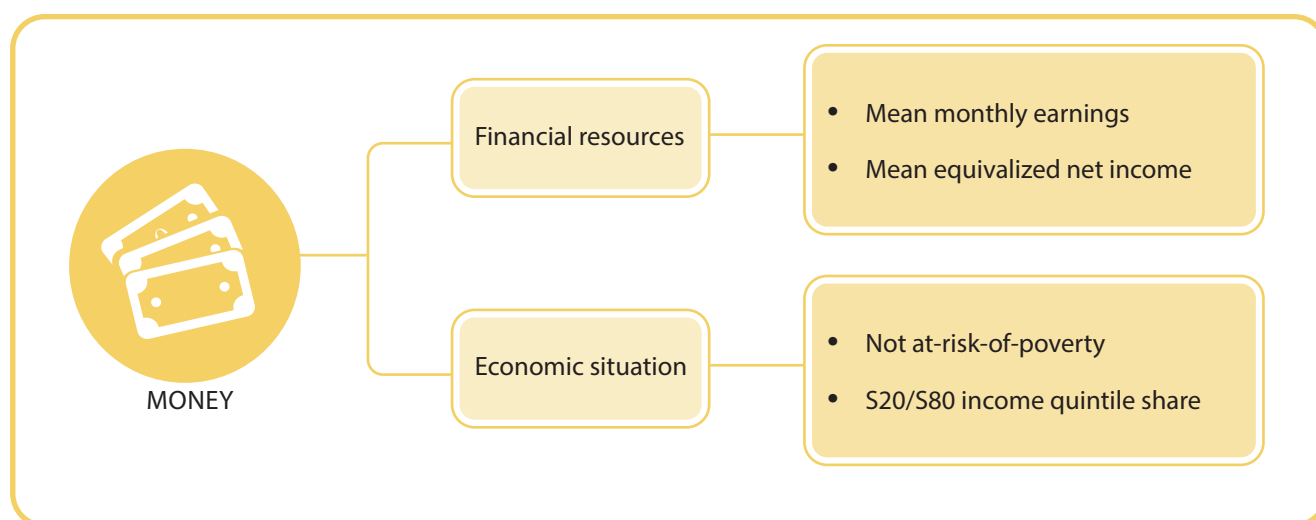 MONEY
Financial resources
• Mean monthly earnings
• Mean equivalized net income
Economic situation
• Not at-risk-of-poverty
• S20/S80 income quintile share